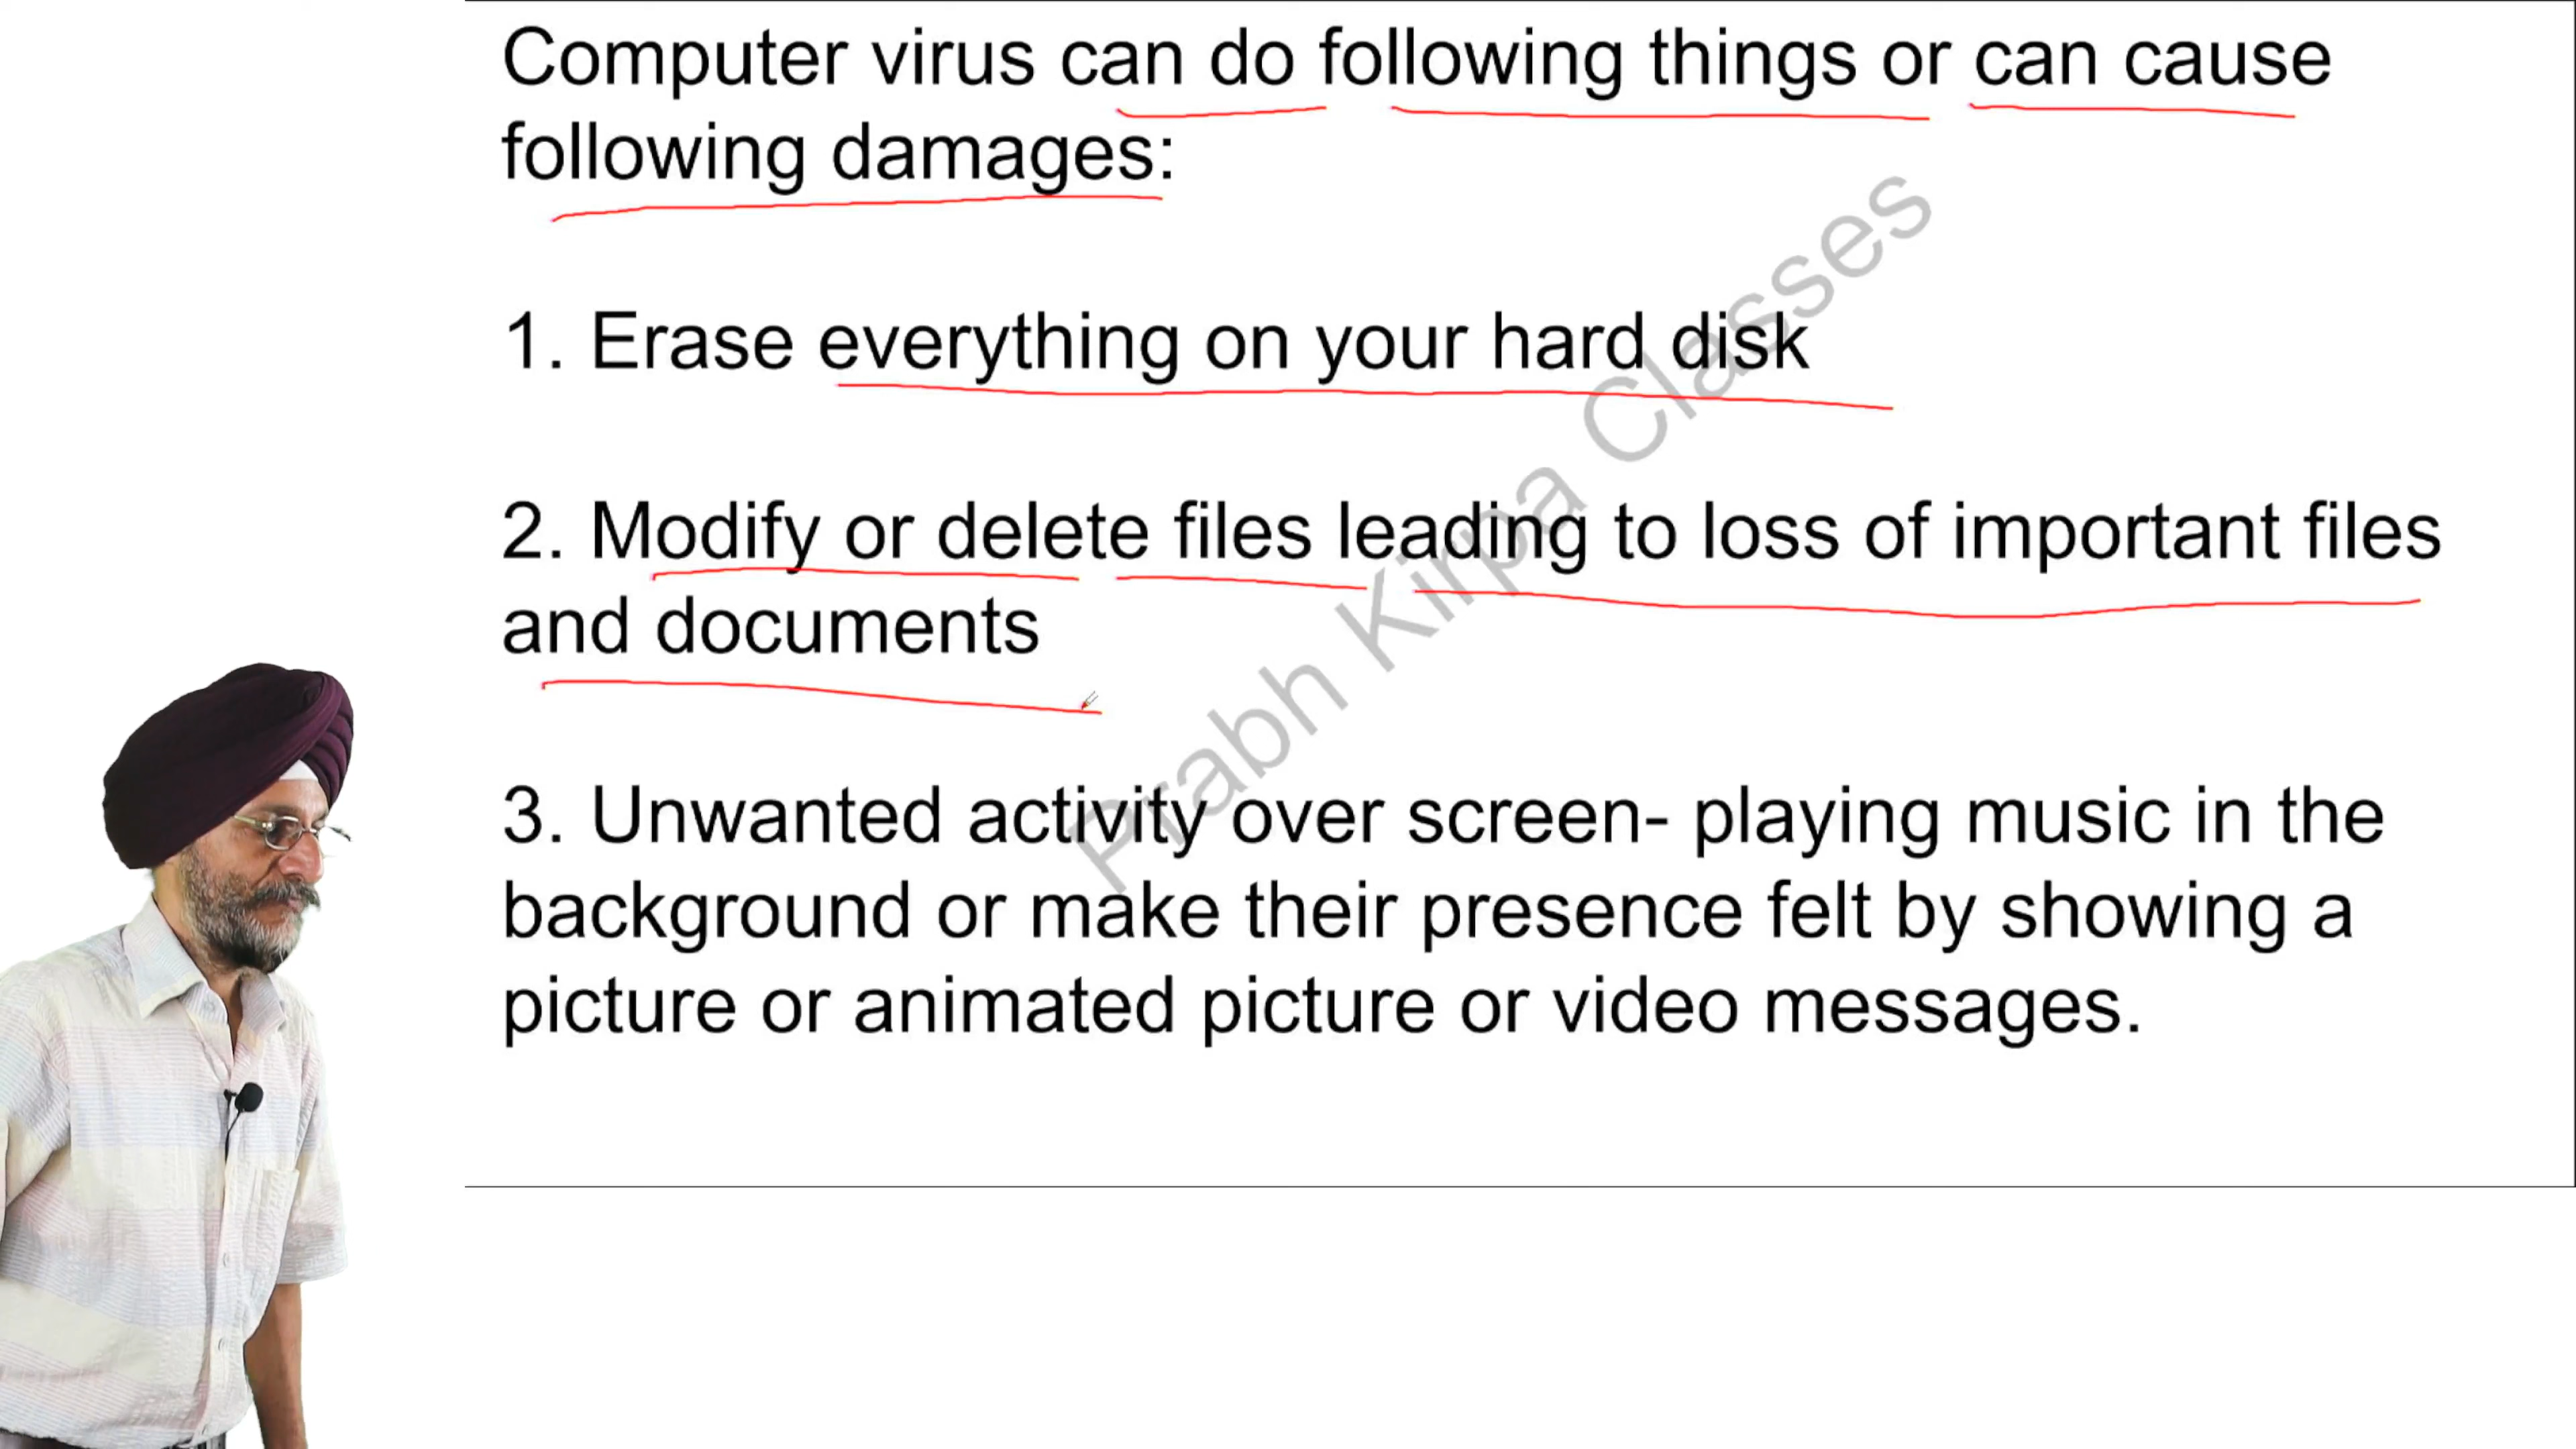 Computer virus can do following things or can cause
following damages:
1. Erase everything on your hard disk
2. Modify or delete files leading to loss of important files
and documents
3. Unwanted activity over screen- playing music in the
background or make their presence felt by showing a
picture or animated picture or video messages.
Prabh Kirpa Classes